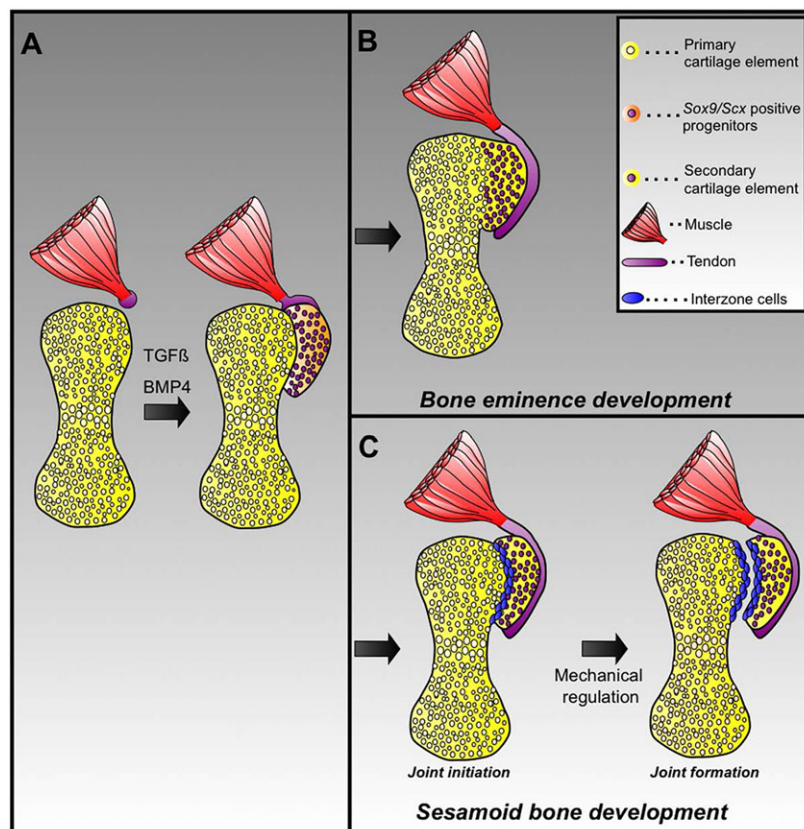 A
TGFß
BMP4
B
Bone eminence development
Primary
cartilage element
Sox9/Scx positive
progenitors
Secondary
cartilage element
Muscle
Tendon
Interzone cells
C
Mechanical
regulation
Joint initiation
Joint formation
Sesamoid bone development